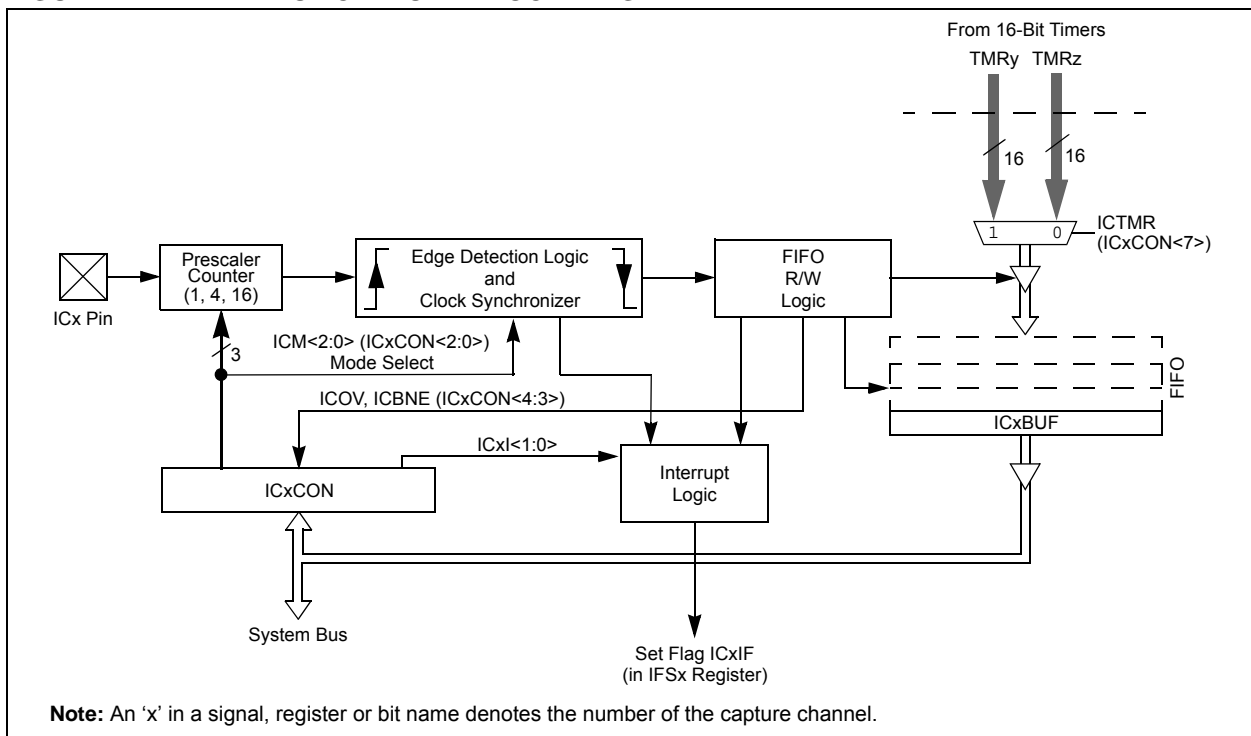 From 16-Bit Timers
TMRy TMRz
16 16
1 0
ICTMR
(ICxCON<7>)
ICx Pin
Prescaler
Counter
(1, 4, 16)
Edge Detection Logic
and
Clock Synchronizer
FIFO
R/W
Logic
3
ICM<2:0> (ICxCON<2:0>)
Mode Select
FIFO
ICOV, ICBNE (ICxCON<4:3>)
ICxBUF
ICxI<1:0>
ICxCON
Interrupt
Logic
System Bus
Set Flag ICxIF
(in IFSx Register)
Note: An ‘x’ in a signal, register or bit name denotes the number of the capture channel.